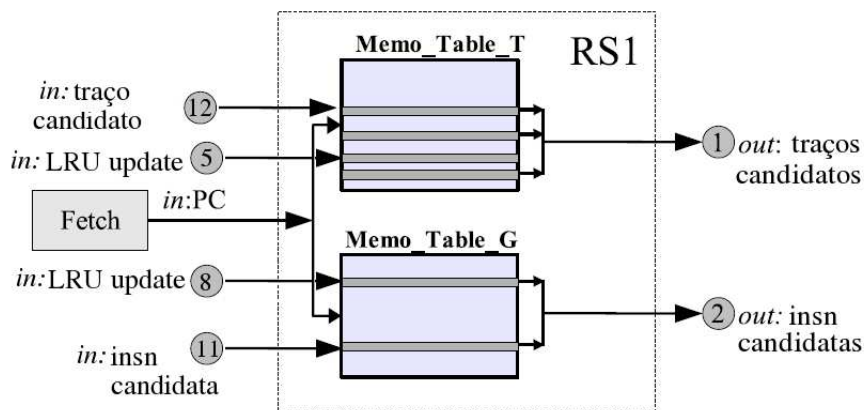 Memo_Table_T
RS1
in: traço
candidato
12
in: LRU update
5
1
out: traços
candidatos
in:PC
Fetch
Memo_Table_G
in: LRU update
8
2
out: insn
candidatas
in: insn
candidata
11